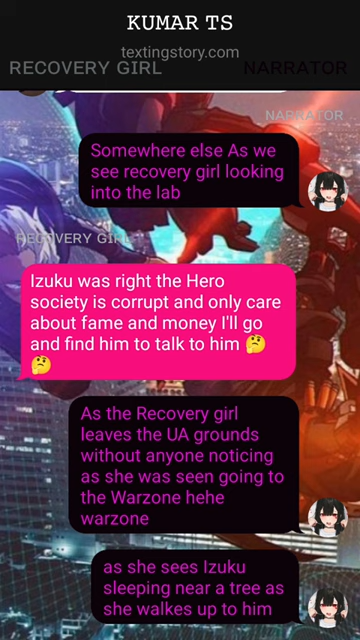 KUMAR TS
textingstory.com
RECOVERY GIRL
NARRATOR
NARRATOR
Somewhere else As we
see recovery girl looking
into the lab
RECOVERY GIRL
Izuku was right the Hero
society is corrupt and only care
about fame and money I'll go
and find him to talk to him 🤔
🤔
As the Recovery girl
leaves the UA grounds
without anyone noticing
as she was seen going to
the Warzone hehe
warzone
as she sees Izuku
sleeping near a tree as
she walkes up to him